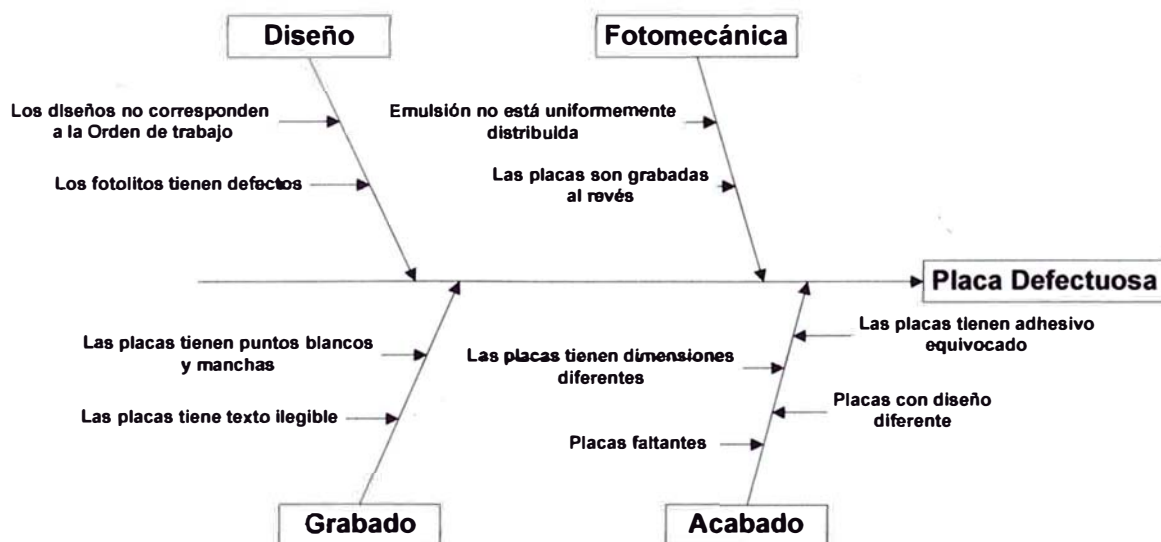 Diseño
Fotomecánica
Los diseños no corresponden
a la Orden de trabajo
Los fotolitos tienen defectos
Emulsión no está uniformemente
distribuida
Las placas son grabadas
al revés
Placa Defectuosa
Las placas tienen puntos blancos
y manchas
Las placas tiene texto ilegible
Las placas tienen dimensiones
diferentes
Placas faltantes
Las placas tienen adhesivo
equivocado
Placas con diseño
diferente
Grabado
Acabado